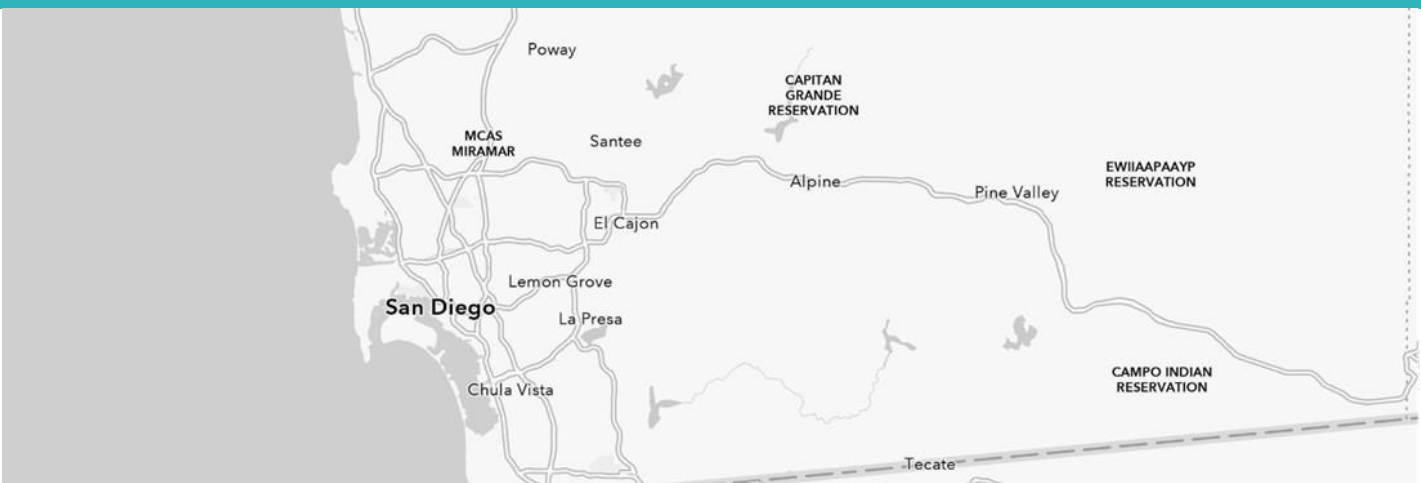 Poway
CAPITAN
GRANDE
RESERVATION
MCAS
MIRAMAR
Santee
EWIIAAPAAYP
RESERVATION
Alpine
Pine Valley
El Cajon
Lemon Grove
San Diego
La Presa
CAMPO INDIAN
RESERVATION
Chula Vista
Tecate